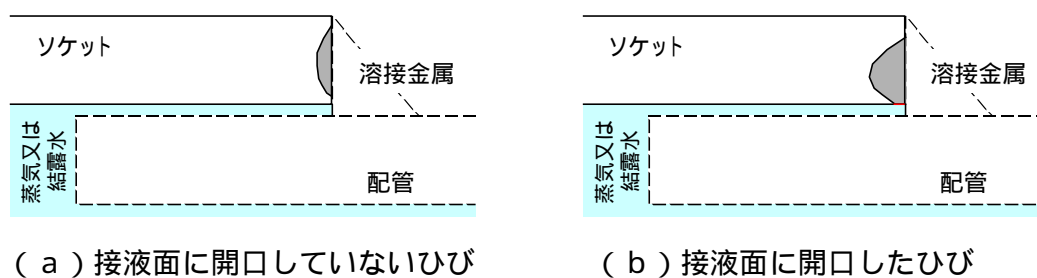 ソケット
溶接金属
蒸気又は
結露水
配管
(a)接液面に開口していないひび
ソケット
溶接金属
蒸気又は
結露水
配管
(b)接液面に開口したひび